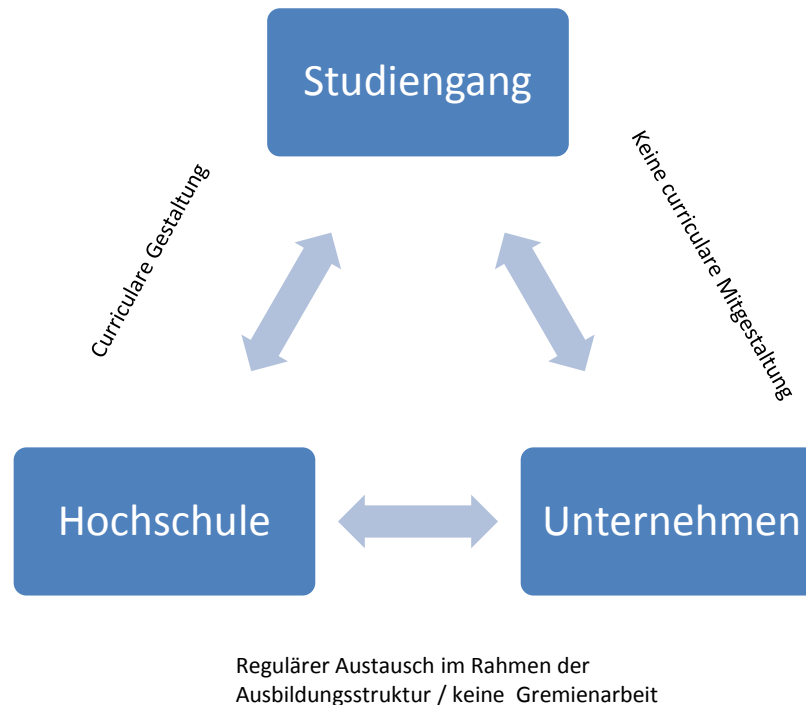 Studiengang
Curriculare Gestaltung
Keine curriculare Mitgestaltung
Hochschule
Unternehmen
Regulärer Austausch im Rahmen der
Ausbildungsstruktur / keine  Gremienarbeit